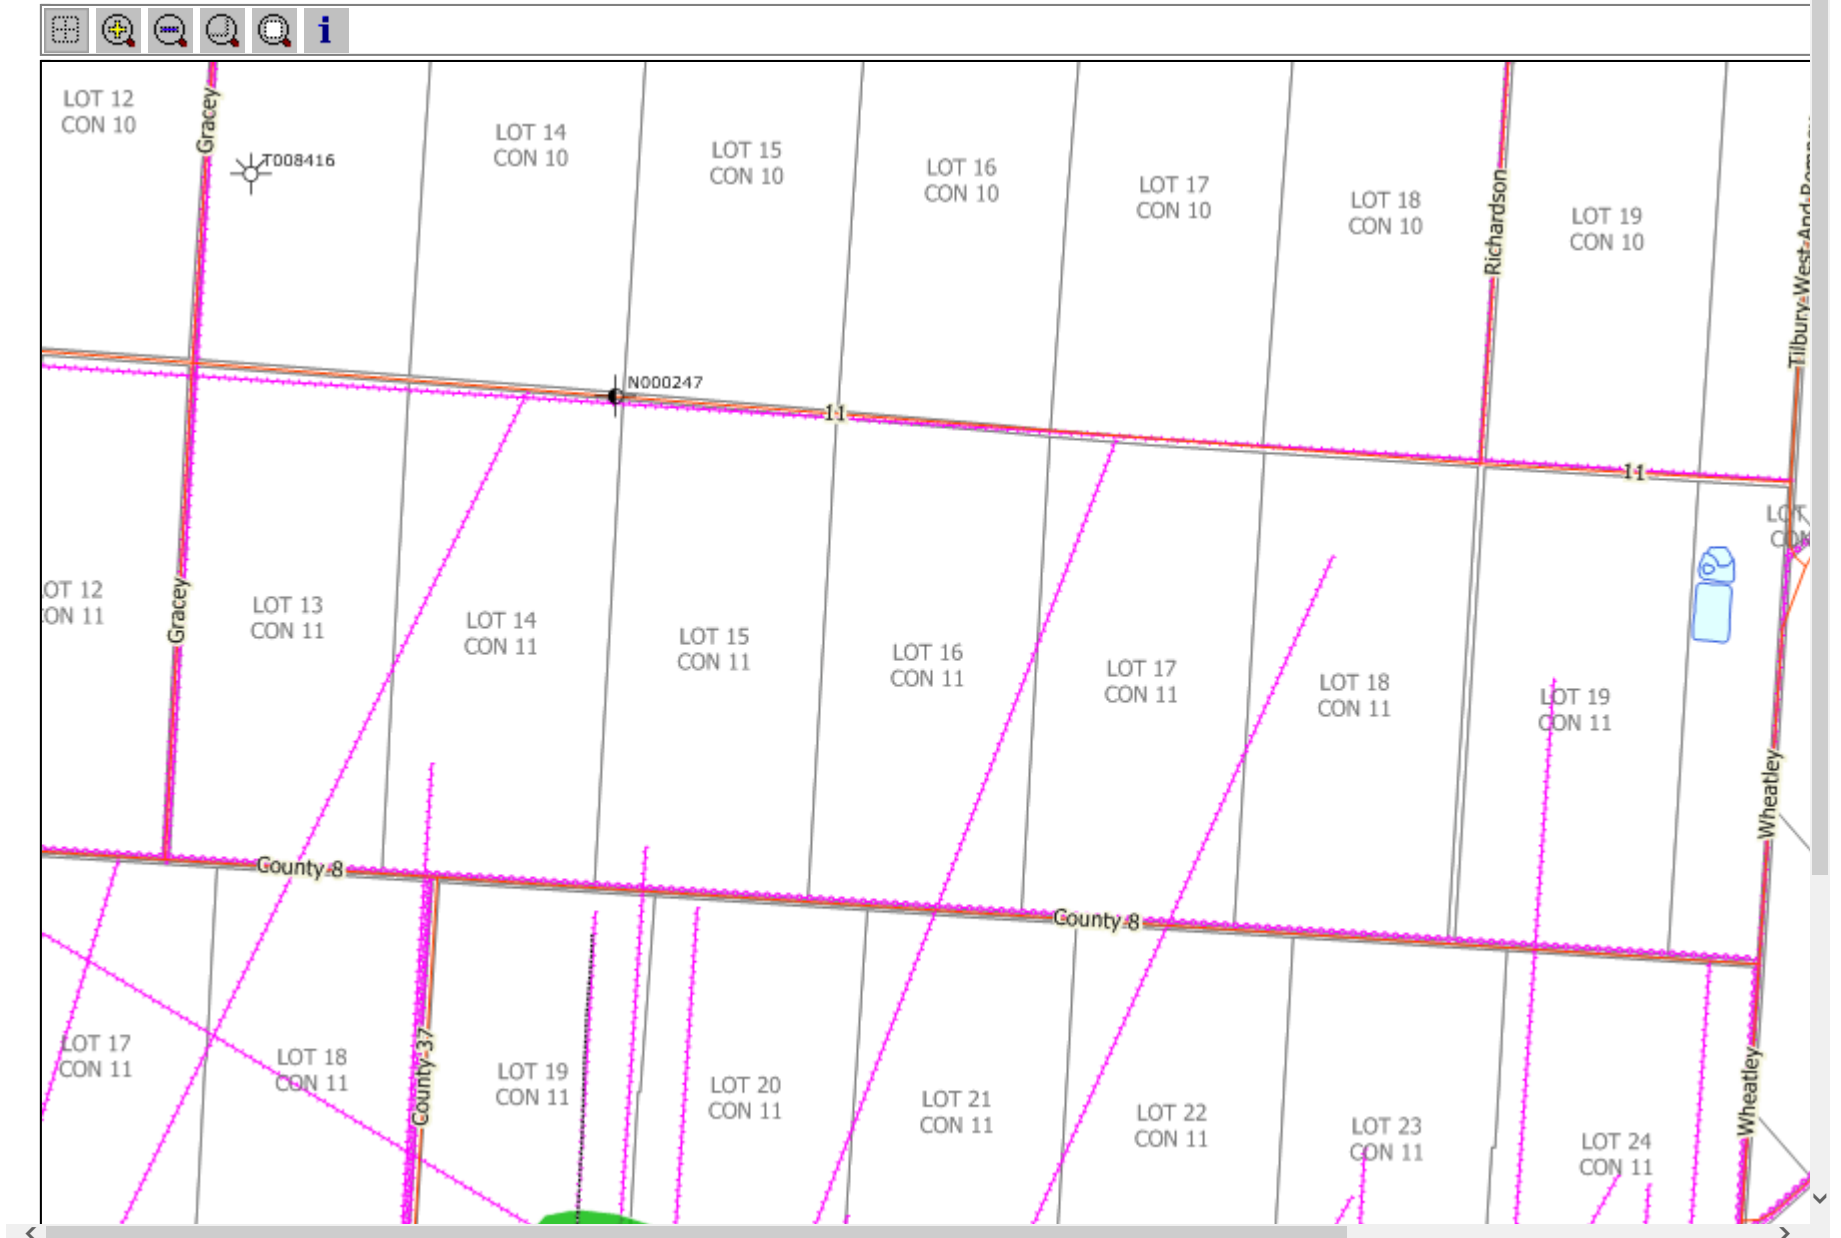 i
LOT 12
CON 10
Gracey
T008416
LOT 14
CON 10
LOT 15
CON 10
LOT 16
CON 10
LOT 17
CON 10
LOT 18
CON 10
Richardson
LOT 19
CON 10
Tilbury-West-And-
N000247
11
11
LOT
OT 12
ON 11
Gracey
LOT 13
CON 11
LOT 14
CON 11
LOT 15
CON 11
LOT 16
CON 11
LOT 17
CON 11
LOT 18
CON 11
LOT 19
CON 11
Wheatley
County-8
County-8
LOT 17
CON 11
LOT 18
CON 11
County-37
LOT 19
CON 11
LOT 20
CON 11
LOT 21
CON 11
LOT 22
CON 11
LOT 23
CON 11
LOT 24
CON 11
Wheatley